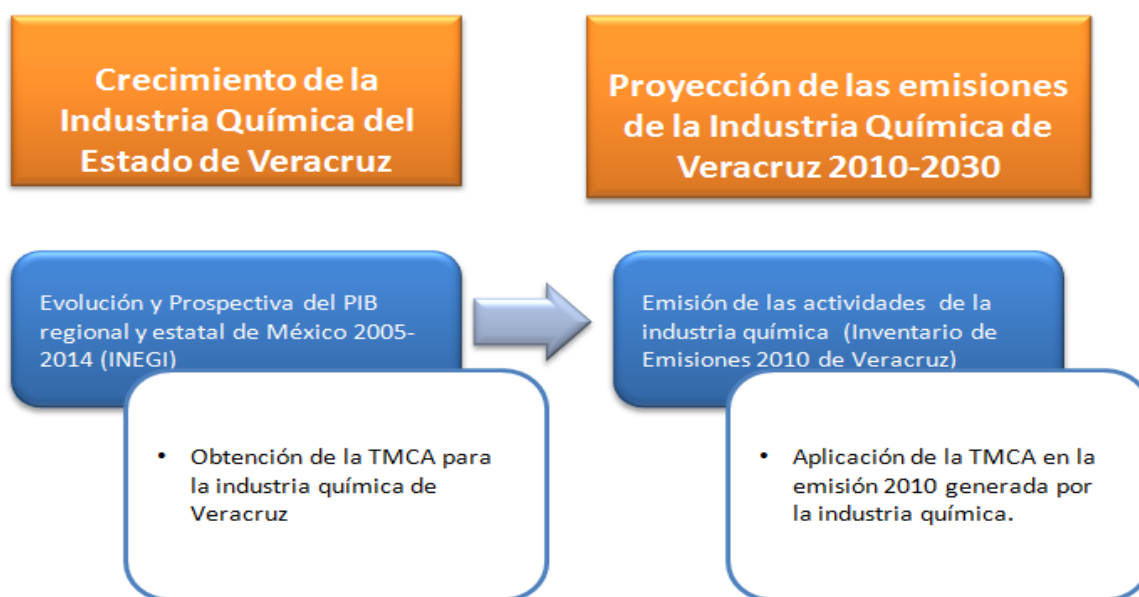 Crecimiento de la
Industria Química del
Estado de Veracruz
Proyección de las emisiones
de la Industria Química de
Veracruz 2010-2030
Evolución y Prospectiva del PIB
regional y estatal de México 2005-
2014 (INEGI)
• Obtención de la TMCA para
la industria química de
Veracruz
Emisión de las actividades de la
industria química (Inventario de
Emisiones 2010 de Veracruz)
• Aplicación de la TMCA en la
emisión 2010 generada por
la industria química.